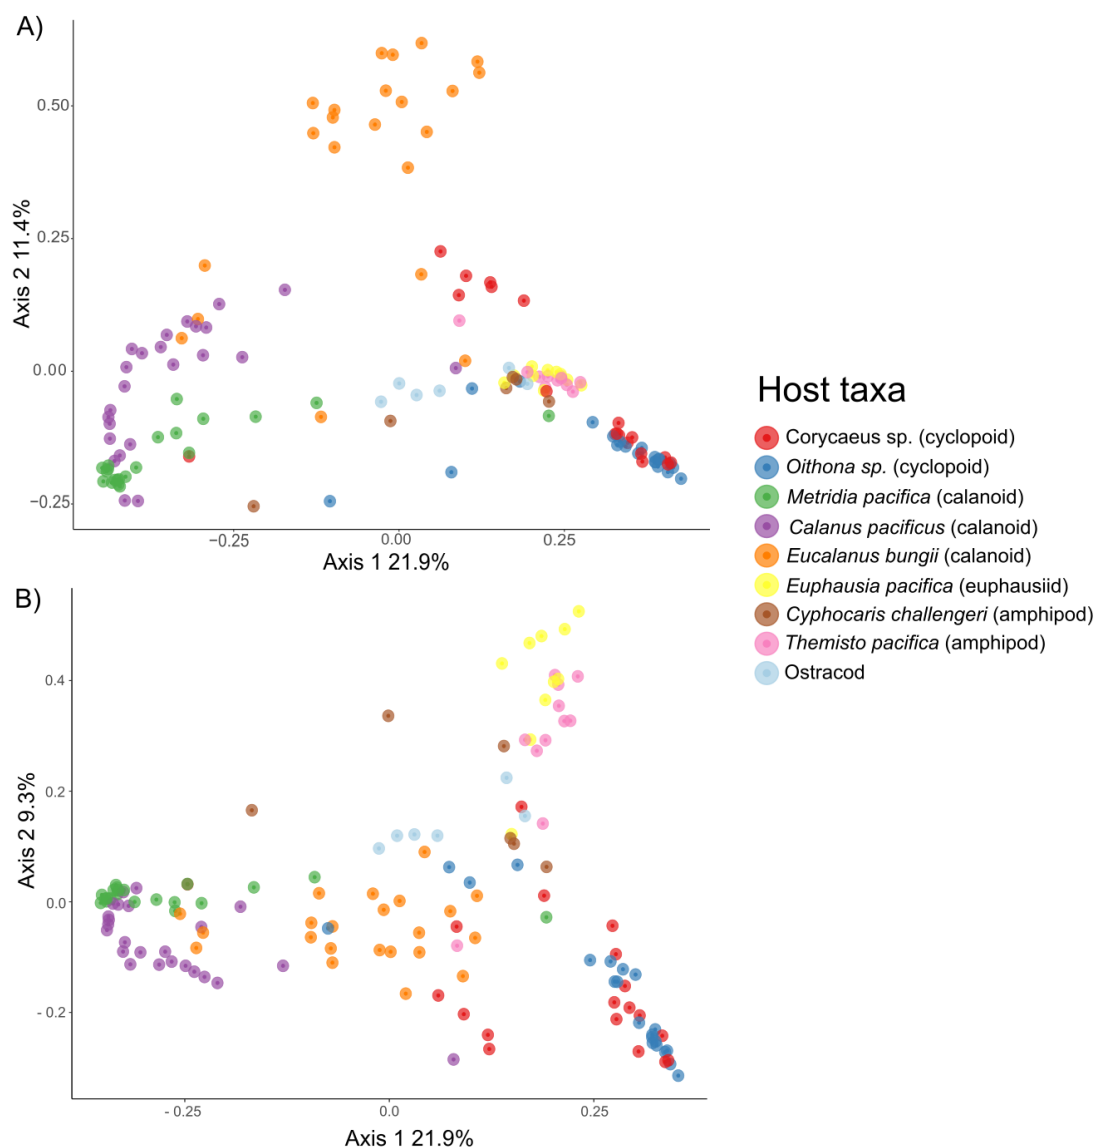 A)
0.50
0.25
0.00
−0.25
Axis 2 11.4%
−0.25
0.00
0.25
Axis 1 21.9%
Host taxa
Corycaeus sp. (cyclopoid)
Oithona sp. (cyclopoid)
Metridia pacifica (calanoid)
Calanus pacificus (calanoid)
Eucalanus bungii (calanoid)
Euphausia pacifica (euphausiid)
Cyphocaris challengeri (amphipod)
Themisto pacifica (amphipod)
Ostracod
B)
0.4
0.2
0.0
- 0.2
Axis 2 9.3%
- 0.25
0.0
0.25
Axis 1 21.9%